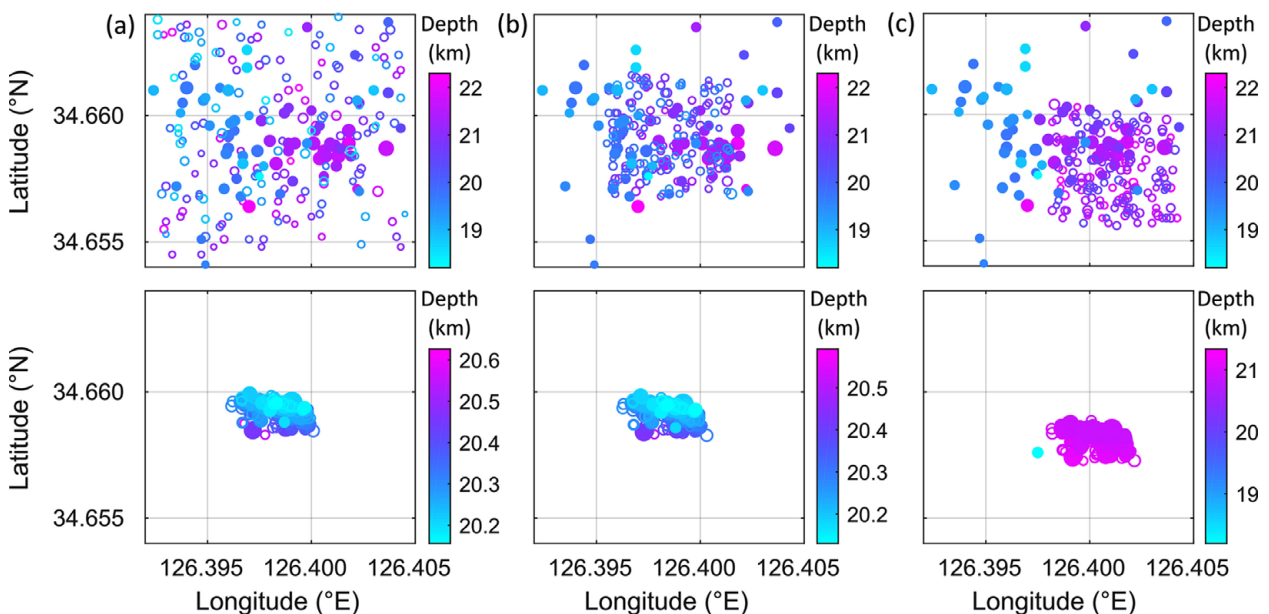 (a)
Depth
(km)
(b)
Depth
(km)
(c)
Depth
(km)
Latitude (°N)
34.660
34.655
22
21
20
19
22
21
20
19
22
21
20
19
Depth
(km)
Depth
(km)
Depth
(km)
Latitude (°N)
34.660
34.655
20.6
20.5
20.4
20.3
20.2
20.5
20.4
20.3
20.2
21
20
19
126.395 126.400 126.405
126.395 126.400 126.405
126.395 126.400 126.405
Longitude (°E)
Longitude (°E)
Longitude (°E)